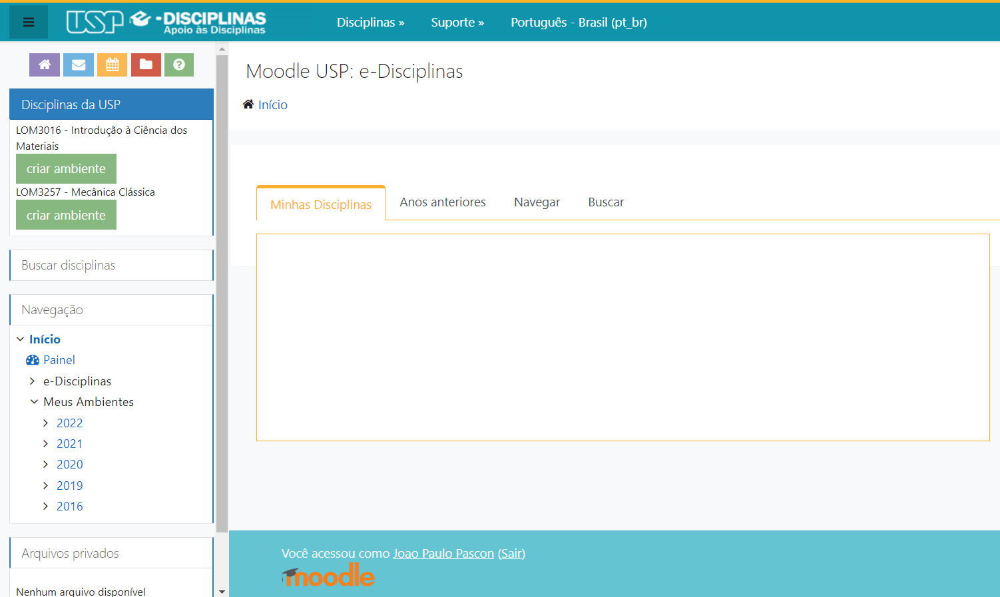 USP e-DISCIPLINAS
Apoio às Disciplinas
Disciplinas » Suporte » Português - Brasil (pt_br)
Disciplinas da USP
LOM3016 - Introdução à Ciência dos
Materiais
criar ambiente
LOM3257 - Mecânica Clássica
criar ambiente
Buscar disciplinas
Navegação
Início
Painel
e-Disciplinas
Meus Ambientes
2022
2021
2020
2019
2016
Arquivos privados
Nenhum arquivo disponível
Moodle USP: e-Disciplinas
Início
Minhas Disciplinas Anos anteriores Navegar Buscar
Você acessou como Joao Paulo Pascon (Sair)
moodle